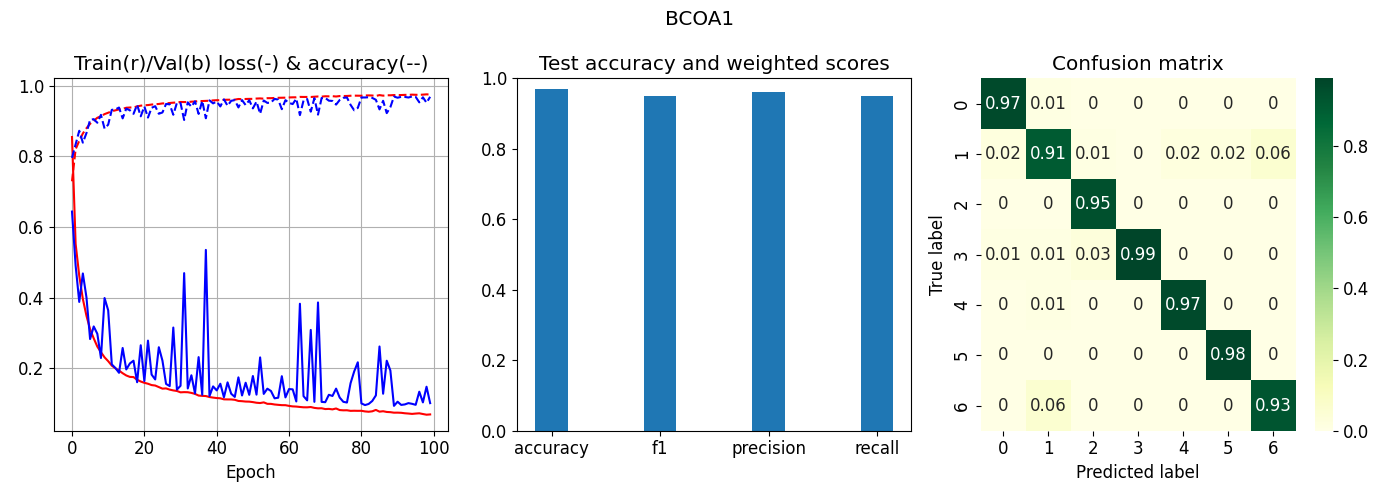 BCOA1
Train(r)/Val(b) loss(-) & accuracy(--)
1.0
0.8
0.6
0.4
0.2
0 20 40 60 80 100
Epoch
Test accuracy and weighted scores
1.0
0.8
0.6
0.4
0.2
0.0
accuracy f1 precision recall
Confusion matrix
True label
0 0.97 0.01 0 0 0 0 0
1 0.02 0.91 0.01 0 0.02 0.02 0.06
2 0 0 0.95 0 0 0 0
3 0.01 0.01 0.03 0.99 0 0 0
4 0 0.01 0 0 0.97 0 0
5 0 0 0 0 0 0.98 0
6 0 0.06 0 0 0 0 0.93
0 1 2 3 4 5 6
Predicted label
0.8
0.6
0.4
0.2
0.0